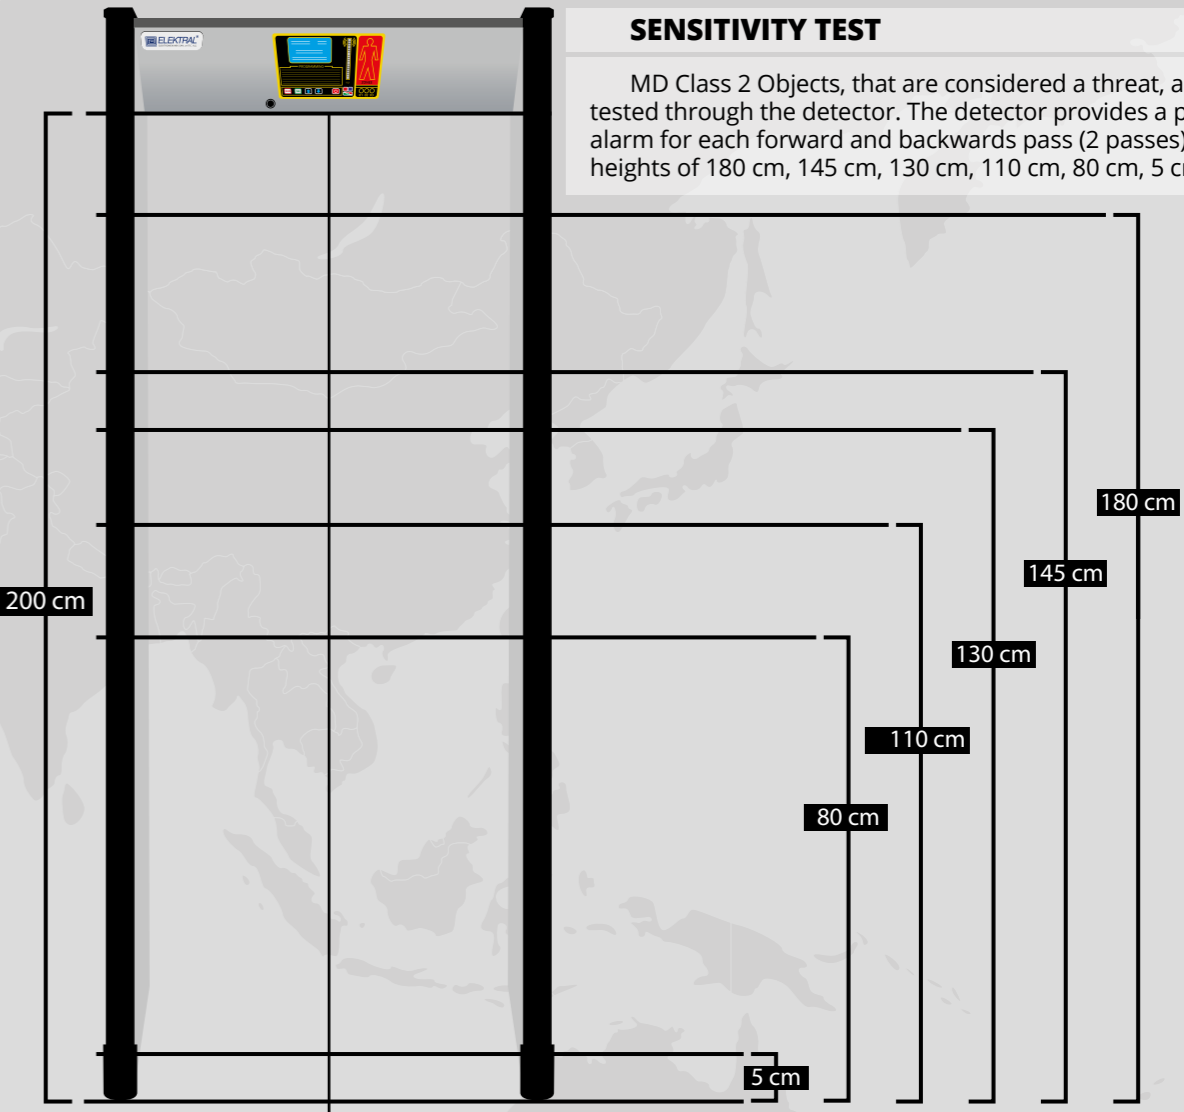 ELEKTRAL
SENSITIVITY TEST
MD Class 2 Objects, that are considered a threat, a
tested through the detector. The detector provides a p
alarm for each forward and backwards pass (2 passes)
heights of 180 cm, 145 cm, 130 cm, 110 cm, 80 cm, 5 c
180 cm
145 cm
200 cm
130 cm
110 cm
80 cm
5 cm